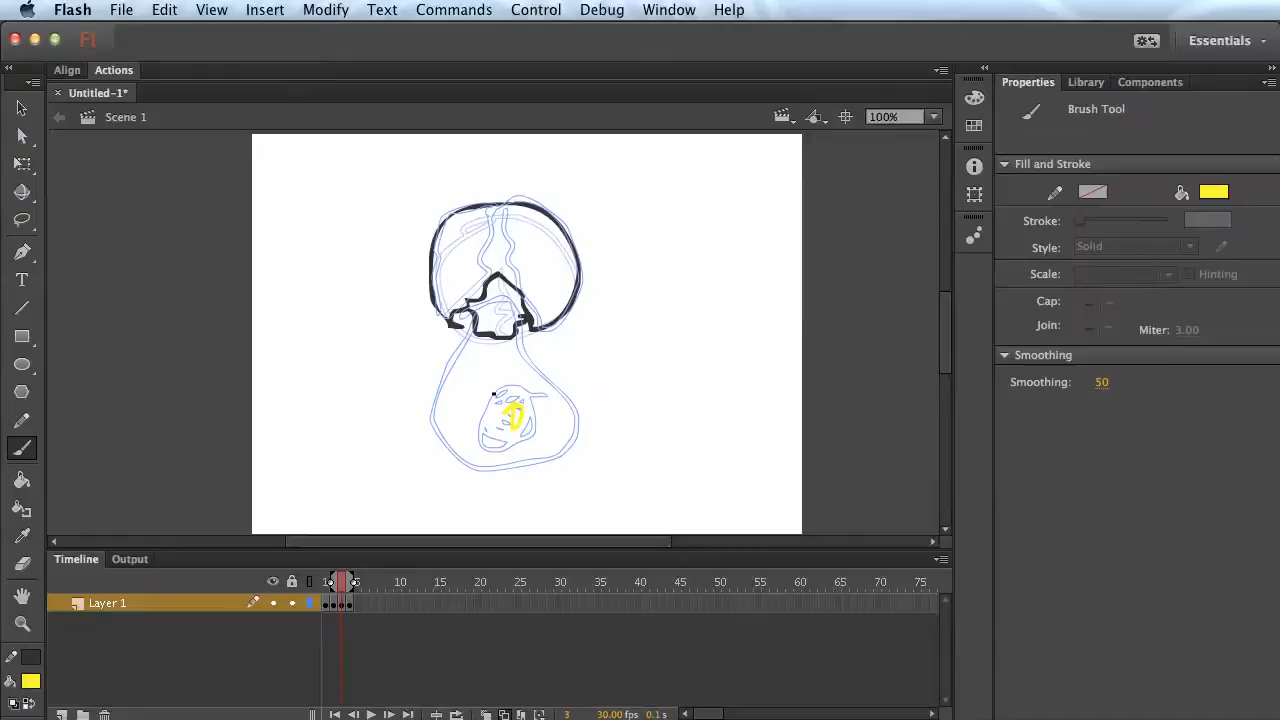 Flash File Edit View Insert Modify Text Commands Control Debug Window Help
Fl Essentials
Align Actions
Untitled-1*
Scene 1 100%
Properties Library Components
Brush Tool
Fill and Stroke
Stroke:
Style: Solid
Scale: Hinting
Cap:
Join: Miter: 3.00
Smoothing
Smoothing: 50
T
Timeline Output
1 5 10 15 20 25 30 35 40 45 50 55 60 65 70 75
Layer 1
3 30.00 fps 0.1 s